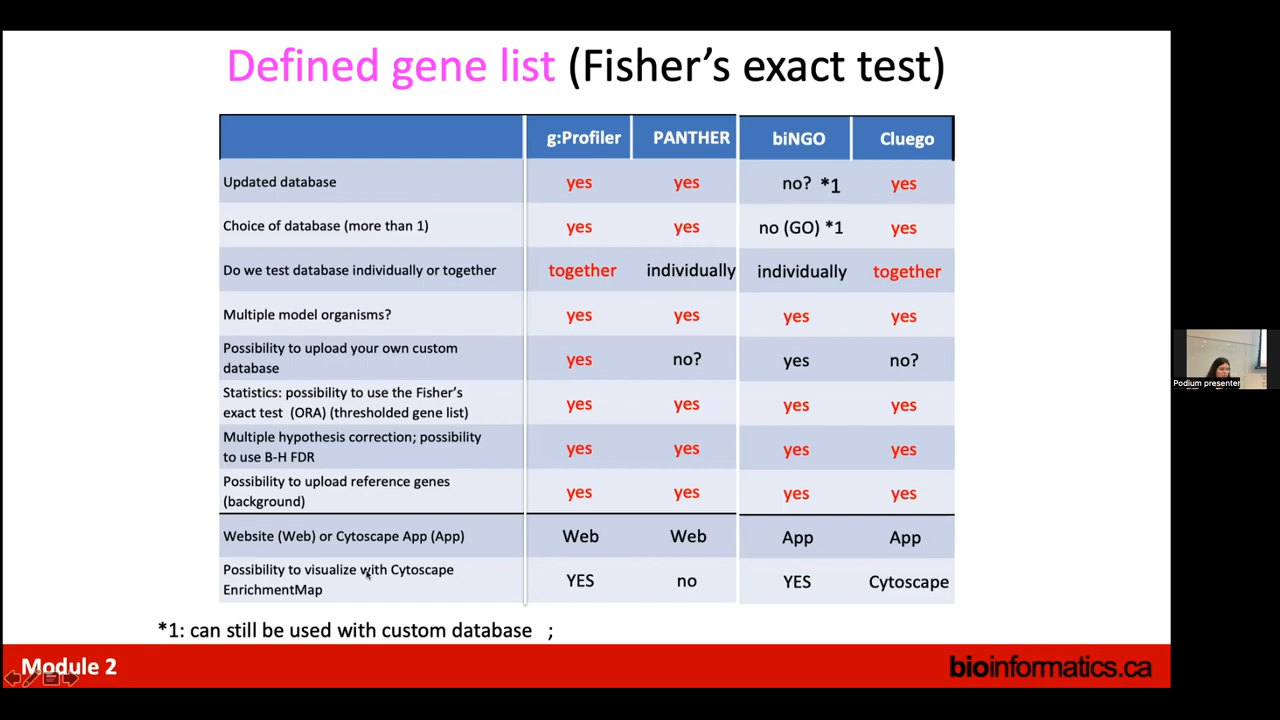 Defined gene list (Fisher’s exact test)
g:Profiler PANTHER biNGO Cluego
Updated database yes yes no? *1 yes
Choice of database (more than 1) yes yes no (GO) *1 yes
Do we test database individually or together together individually individually together
Multiple model organisms? yes yes yes yes
Possibility to upload your own custom
database yes no? yes no?
Statistics: possibility to use the Fisher’s
exact test (ORA) (thresholded gene list) yes yes yes yes
Multiple hypothesis correction; possibility
to use B-H FDR yes yes yes yes
Possibility to upload reference genes
(background) yes yes yes yes
Website (Web) or Cytoscape App (App) Web Web App App
Possibility to visualize with Cytoscape
EnrichmentMap YES no YES Cytoscape
*1: can still be used with custom database ;
Module 2
bioinformatics.ca
Podium presenter